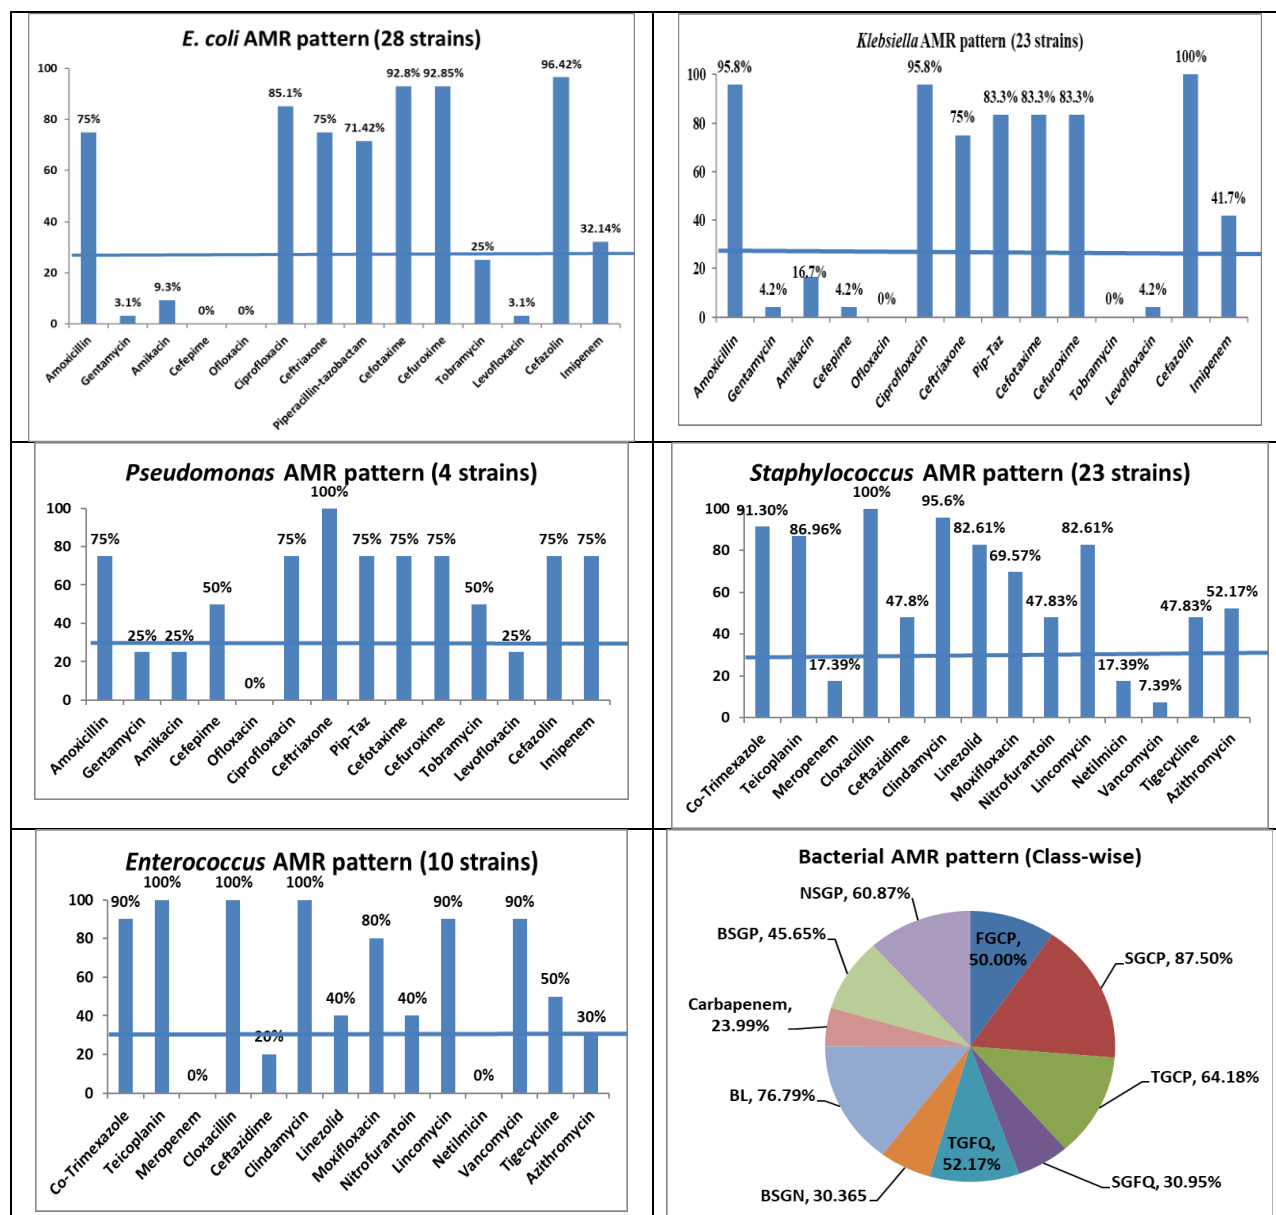 E. coli AMR pattern (28 strains)
100
80
60
40
20
0
75%
3.1%
9.3%
0%
0%
85.1%
75%
71.42%
92.8%
92.85%
25%
3.1%
96.42%
32.14%
Amoxicillin
Gentamycin
Amikacin
Cefepime
Ofloxacin
Ciprofloxacin
Ceftriaxone
Piperacillin-tazobactam
Cefotaxime
Cefuroxime
Tobramycin
Levofloxacin
Cefazolin
Imipenem
Klebsiella AMR pattern (23 strains)
100
80
60
40
20
0
95.8%
4.2%
16.7%
4.2%
0%
95.8%
75%
83.3%
83.3%
83.3%
0%
4.2%
100%
41.7%
Amoxicillin
Gentamycin
Amikacin
Cefepime
Ofloxacin
Ciprofloxacin
Ceftriaxone
Pip-Taz
Cefotaxime
Cefuroxime
Tobramycin
Levofloxacin
Cefazolin
Imipenem
Pseudomonas AMR pattern (4 strains)
100
80
60
40
20
0
75%
25%
25%
50%
0%
75%
100%
75%
75%
75%
50%
25%
75%
75%
Amoxicillin
Gentamycin
Amikacin
Cefepime
Ofloxacin
Ciprofloxacin
Ceftriaxone
Pip-Taz
Cefotaxime
Cefuroxime
Tobramycin
Levofloxacin
Cefazolin
Imipenem
Staphylococcus AMR pattern (23 strains)
100
80
60
40
20
0
91.30%
86.96%
17.39%
100%
47.8%
95.6%
82.61%
69.57%
47.83%
82.61%
17.39%
7.39%
47.83%
52.17%
Co-Trimexazole
Teicoplanin
Meropenem
Cloxacillin
Ceftazidime
Clindamycin
Linezolid
Moxifloxacin
Nitrofurantoin
Lincomycin
Netilmicin
Vancomycin
Tigecycline
Azithromycin
Enterococcus AMR pattern (10 strains)
100
80
60
40
20
0
90%
100%
0%
100%
20%
100%
40%
80%
40%
90%
0%
90%
50%
30%
Co-Trimexazole
Teicoplanin
Meropenem
Cloxacillin
Ceftazidime
Clindamycin
Linezolid
Moxifloxacin
Nitrofurantoin
Lincomycin
Netilmicin
Vancomycin
Tigecycline
Azithromycin
Bacterial AMR pattern (Class-wise)
FGCP,
50.00%
SGCP, 87.50%
TGCP, 64.18%
SGFQ, 30.95%
TGFQ,
52.17%
BSGN, 30.365
BL, 76.79%
Carbapenem,
23.99%
BSGP, 45.65%
NSGP, 60.87%